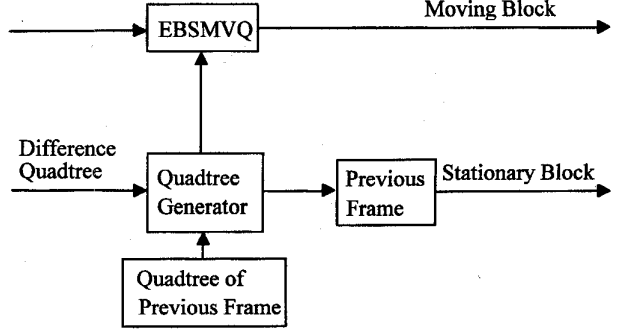 Moving Block
EBSMVQ
Difference
Quadtree
Quadtree
Generator
Previous
Frame
Stationary Block
Quadtree of
Previous Frame